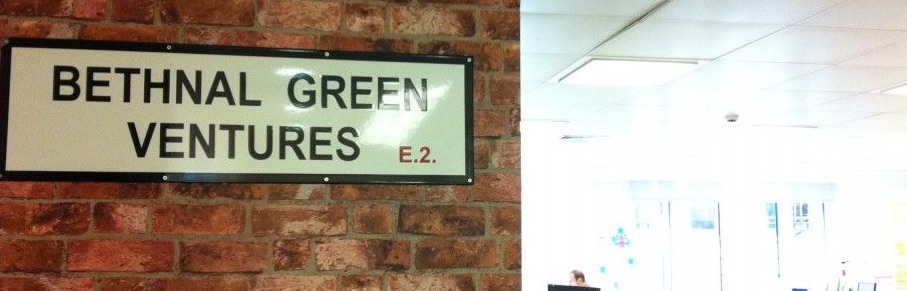 BETHNAL GREEN
VENTURES E.2.